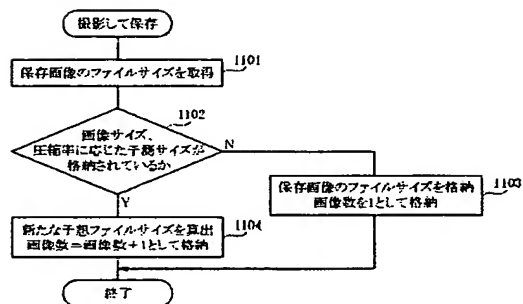 撮影して保存
保存画像のファイルサイズを取得
1101
1102
画像サイズ、
圧縮率に応じた予測サイズが
格納されているか
N
Y
保存画像のファイルサイズを格納
画像数を1として格納
1103
新たな予想ファイルサイズを算出
画像数=画像数+1として格納
1104
終了